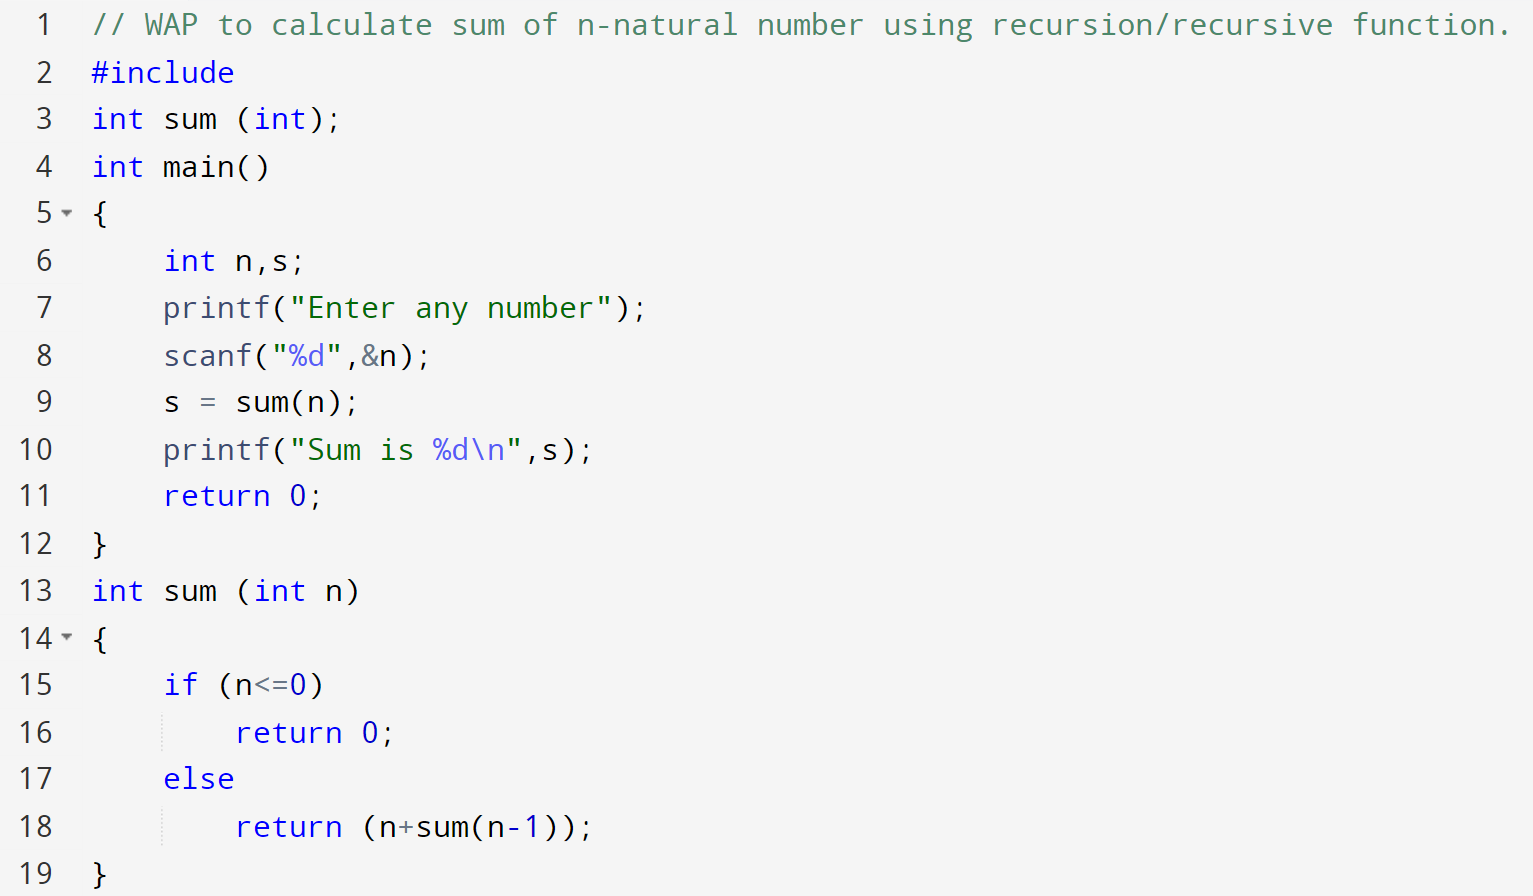 1 // WAP to calculate sum of n-natural number using recursion/recursive function.
2 #include
3 int sum (int);
4 int main()
5 {
6     int n,s;
7     printf("Enter any number");
8     scanf("%d",&n);
9     s = sum(n);
10     printf("Sum is %d\n",s);
11     return 0;
12 }
13 int sum (int n)
14 {
15     if (n<=0)
16         return 0;
17     else
18         return (n+sum(n-1));
19 }